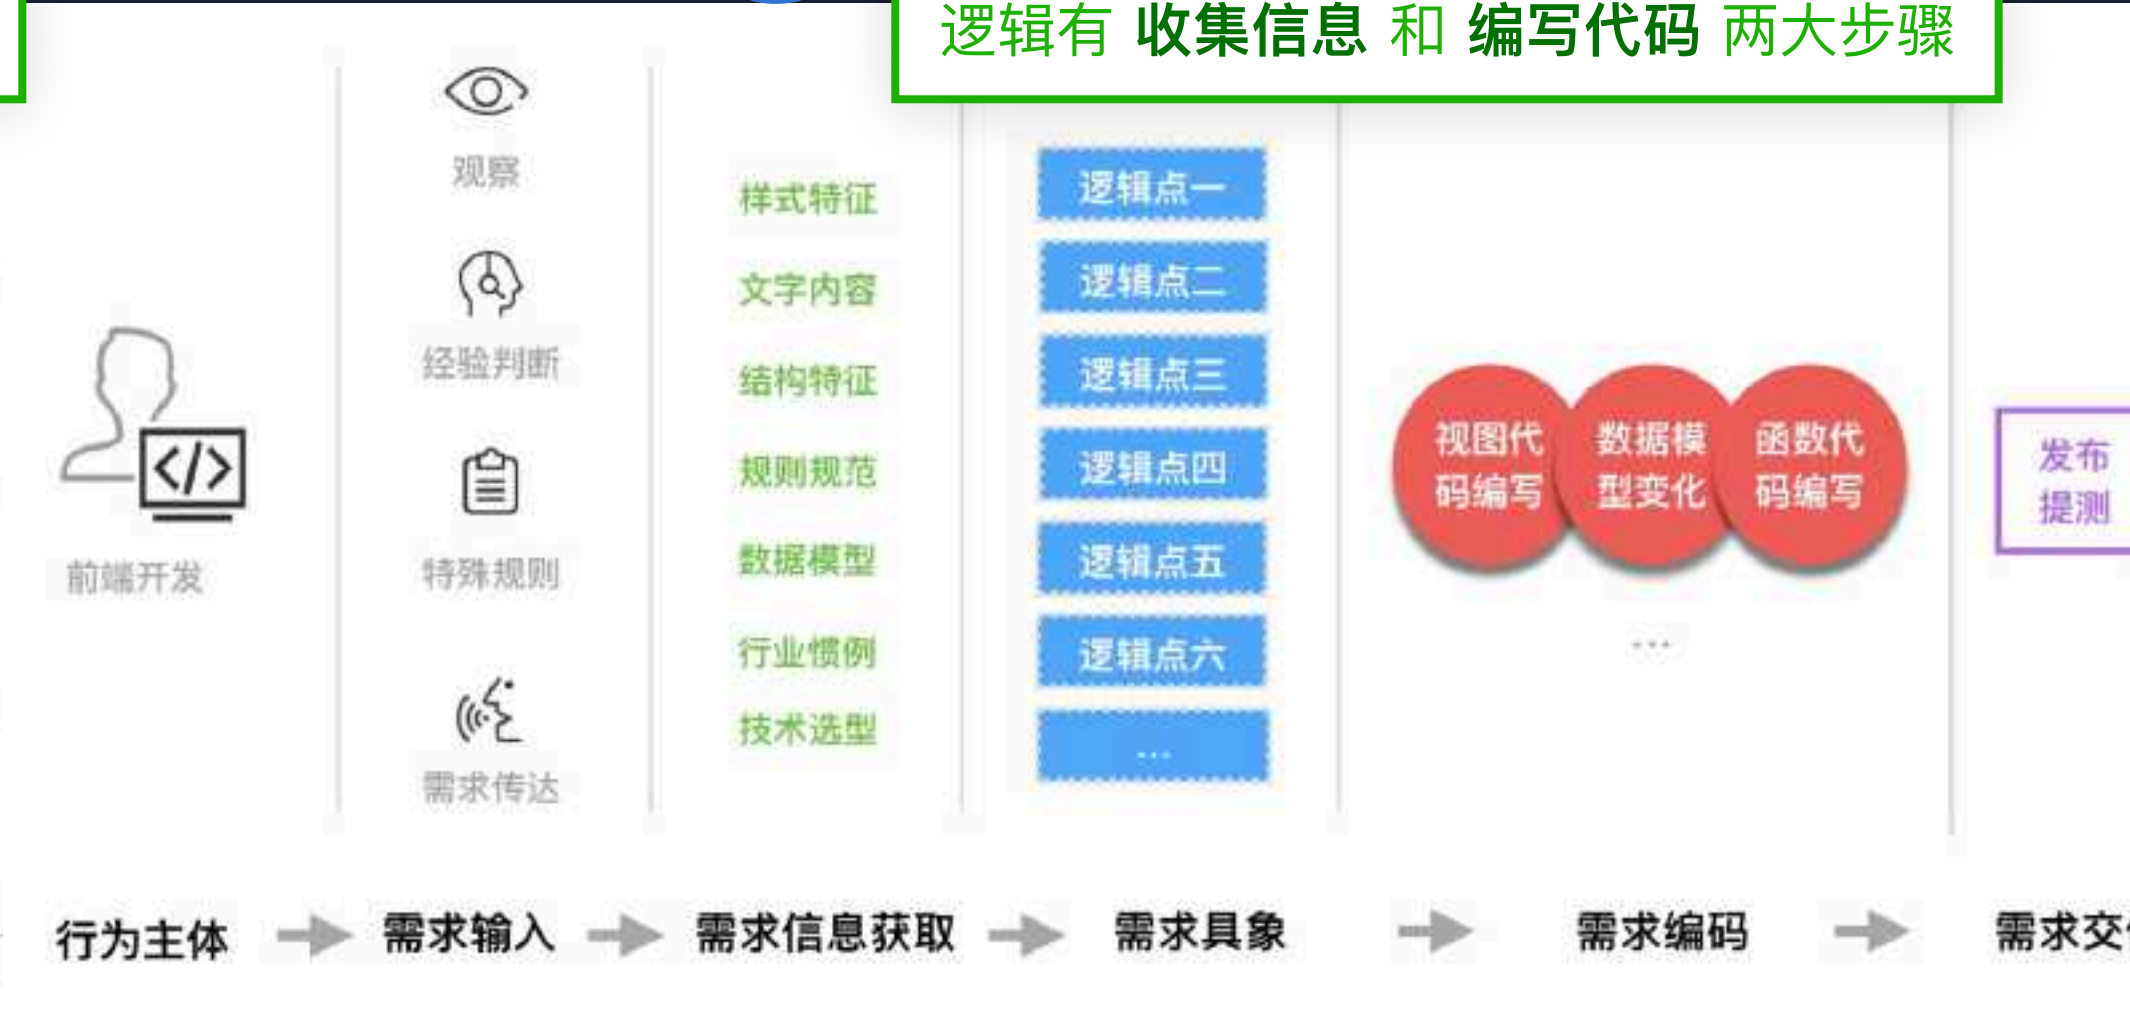 逻辑有 收集信息 和 编写代码 两大步骤
观察
经验判断
特殊规则
需求传达
前端开发
样式特征
文字内容
结构特征
规则规范
数据模型
行业惯例
技术选型
逻辑点一
逻辑点二
逻辑点三
逻辑点四
逻辑点五
逻辑点六
...
视图代
码编写
数据模
型变化
函数代
码编写
...
发布
提测
行为主体
需求输入
需求信息获取
需求具象
需求编码
需求交